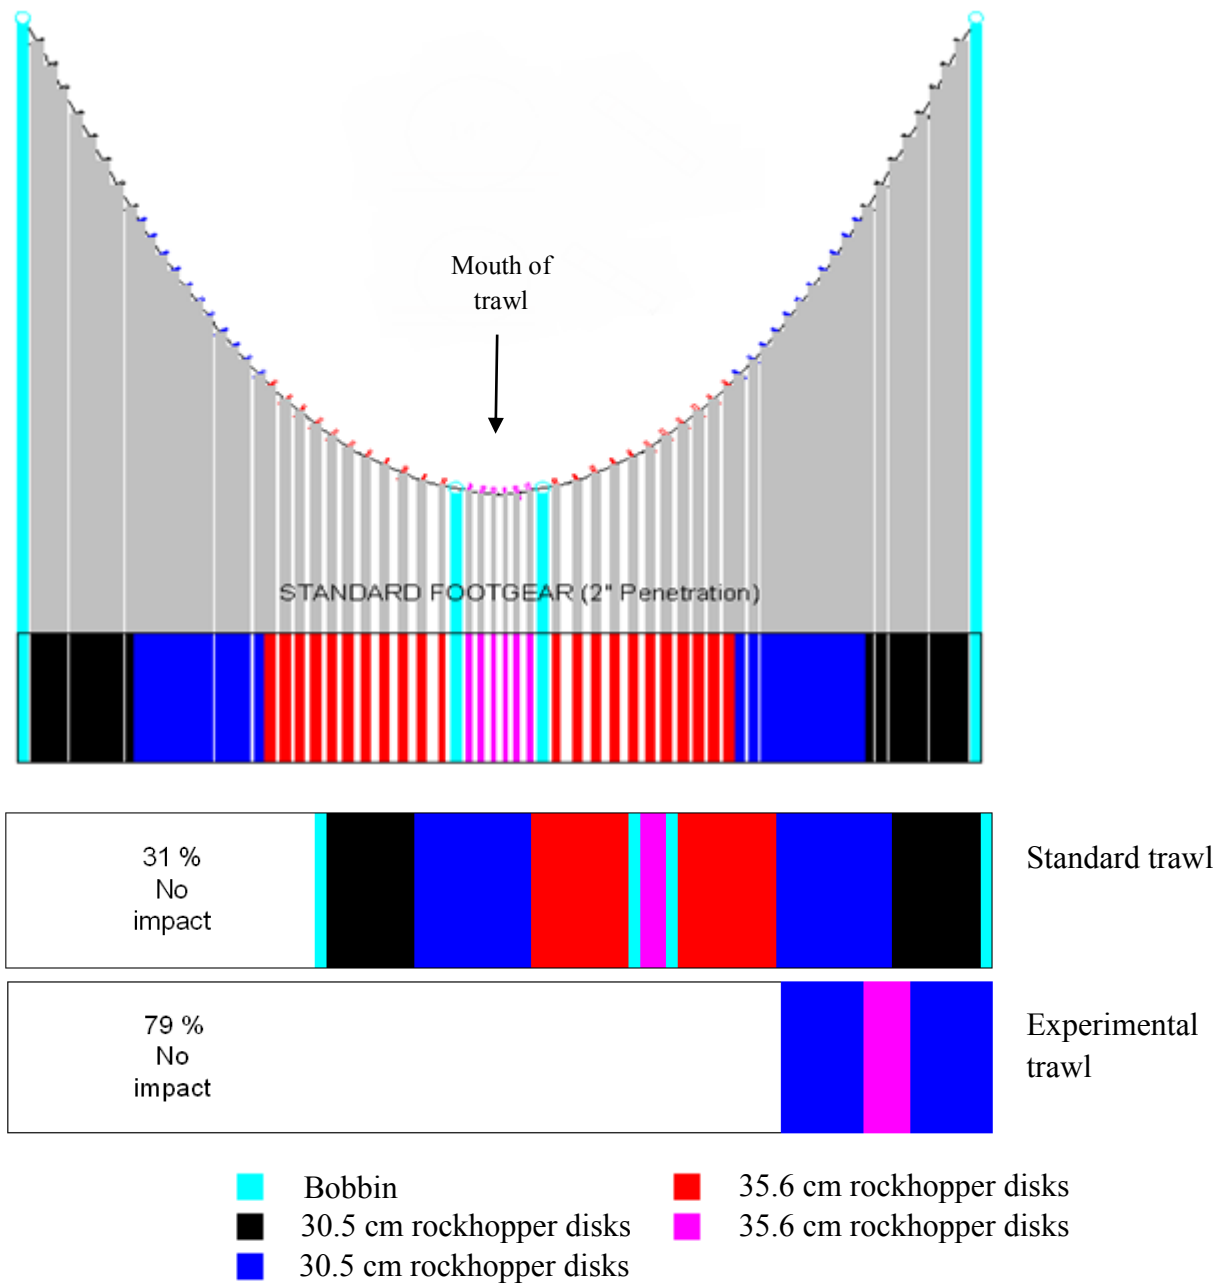 Mouth of
trawl
STANDARD FOOTGEAR (2" Penetration)
31 %
No
impact
Standard trawl
79 %
No
impact
Experimental
trawl
Bobbin
30.5 cm rockhopper disks
30.5 cm rockhopper disks
35.6 cm rockhopper disks
35.6 cm rockhopper disks